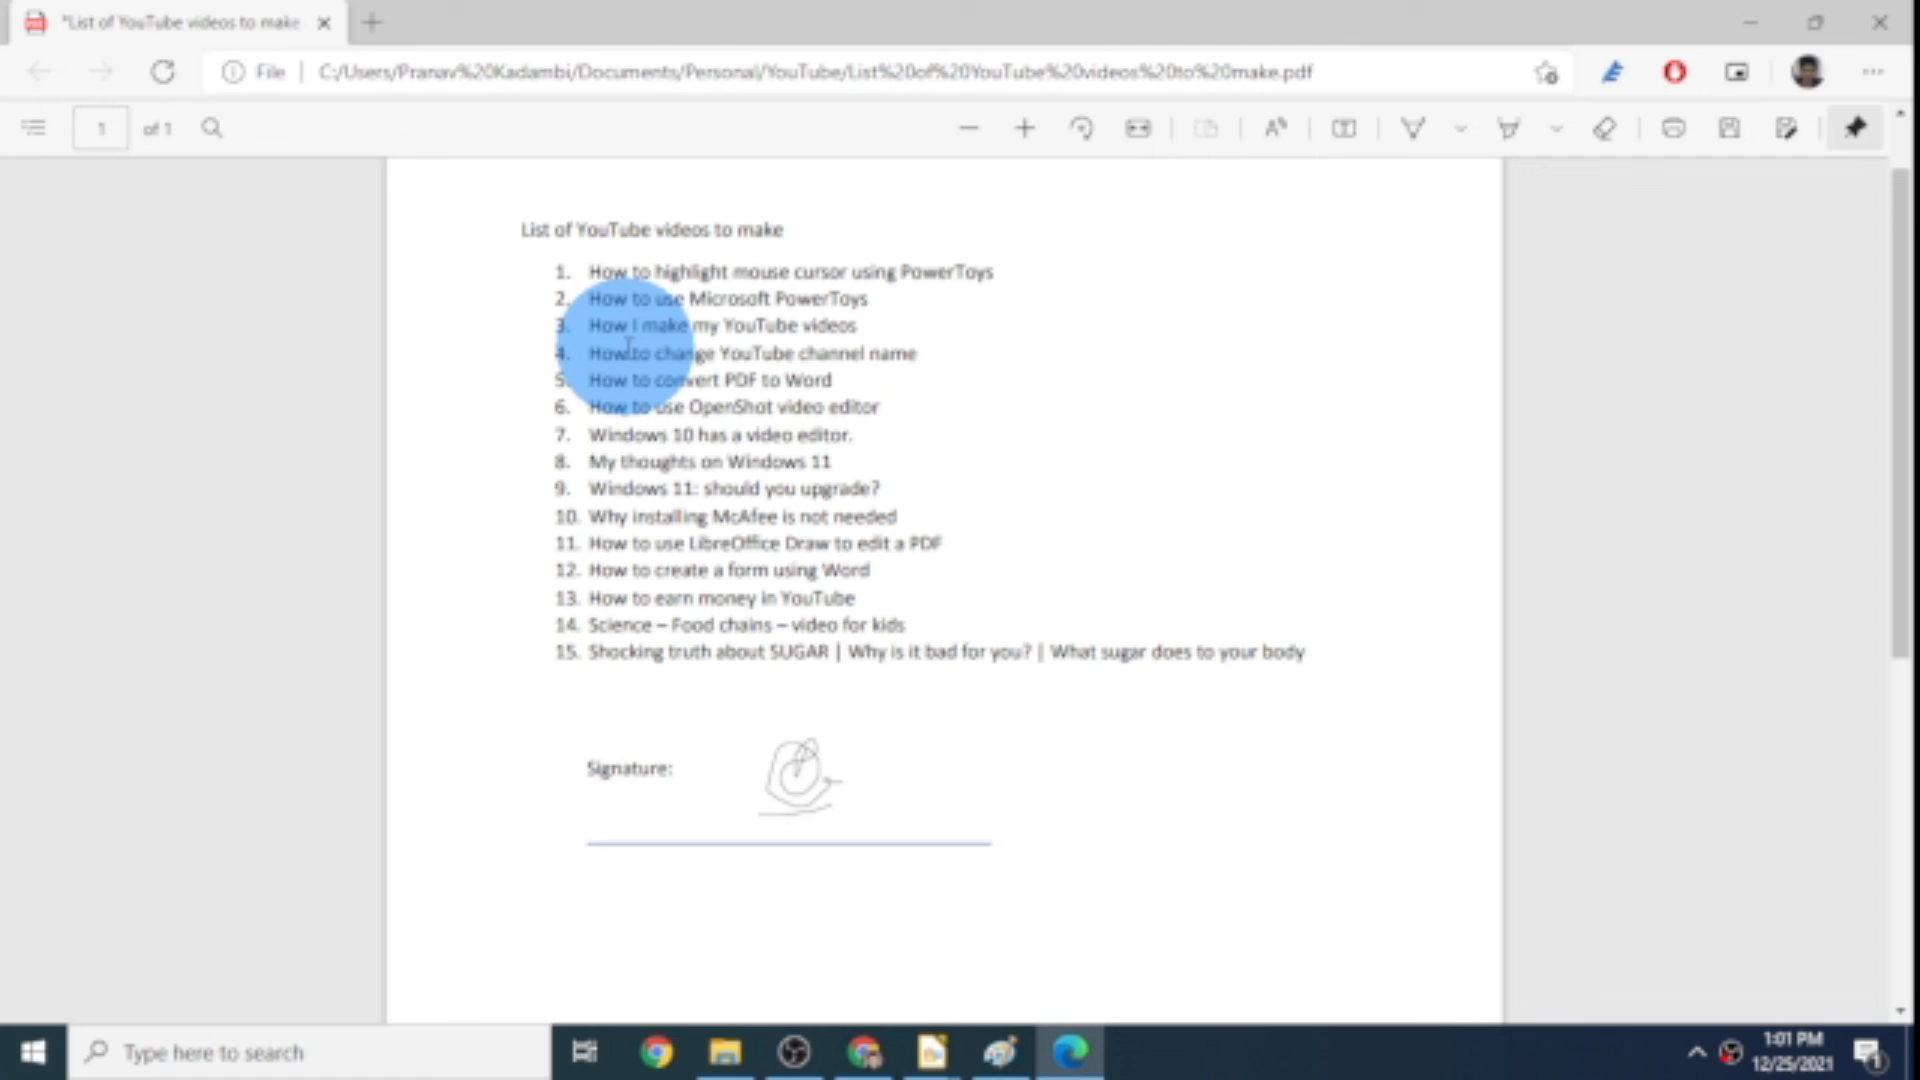 *List of YouTube videos to make
File | C:/Users/Pranav%20Kadambi/Documents/Personal/YouTube/List%20of%20YouTube%20videos%20to%20make.pdf
1 of 1
List of YouTube videos to make
1. How to highlight mouse cursor using PowerToys
2. How to use Microsoft PowerToys
3. How I make my YouTube videos
4. How to change YouTube channel name
5. How to convert PDF to Word
6. How to use OpenShot video editor
7. Windows 10 has a video editor.
8. My thoughts on Windows 11
9. Windows 11: should you upgrade?
10. Why installing McAfee is not needed
11. How to use LibreOffice Draw to edit a PDF
12. How to create a form using Word
13. How to earn money in YouTube
14. Science – Food chains – video for kids
15. Shocking truth about SUGAR | Why is it bad for you? | What sugar does to your body
Signature:
Type here to search
1:01 PM
12/25/2021
1